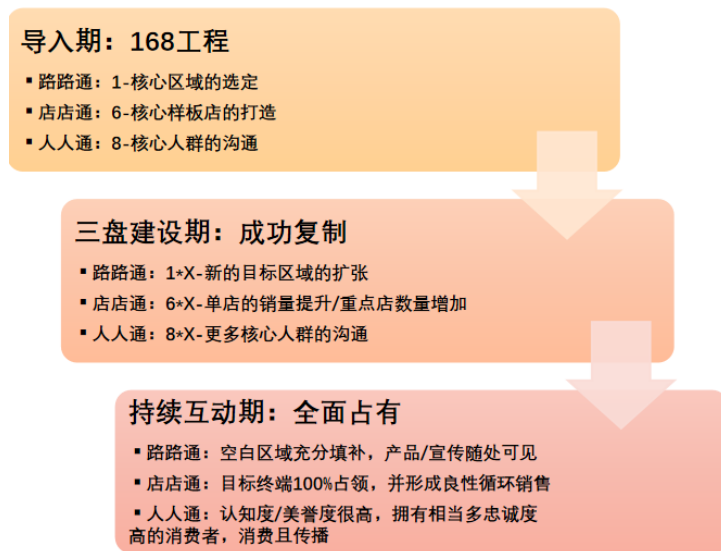 导入期：168工程
▪ 路路通：1-核心区域的选定
▪ 店店通：6-核心样板店的打造
▪ 人人通：8-核心人群的沟通
三盘建设期：成功复制
▪ 路路通：1*X-新的目标区域的扩张
▪ 店店通：6*X-单店的销量提升/重点店数量增加
▪ 人人通：8*X-更多核心人群的沟通
持续互动期：全面占有
▪ 路路通：空白区域充分填补，产品/宣传随处可见
▪ 店店通：目标终端100%占领，并形成良性循环销售
▪ 人人通：认知度/美誉度很高，拥有相当多忠诚度
高的消费者，消费且传播